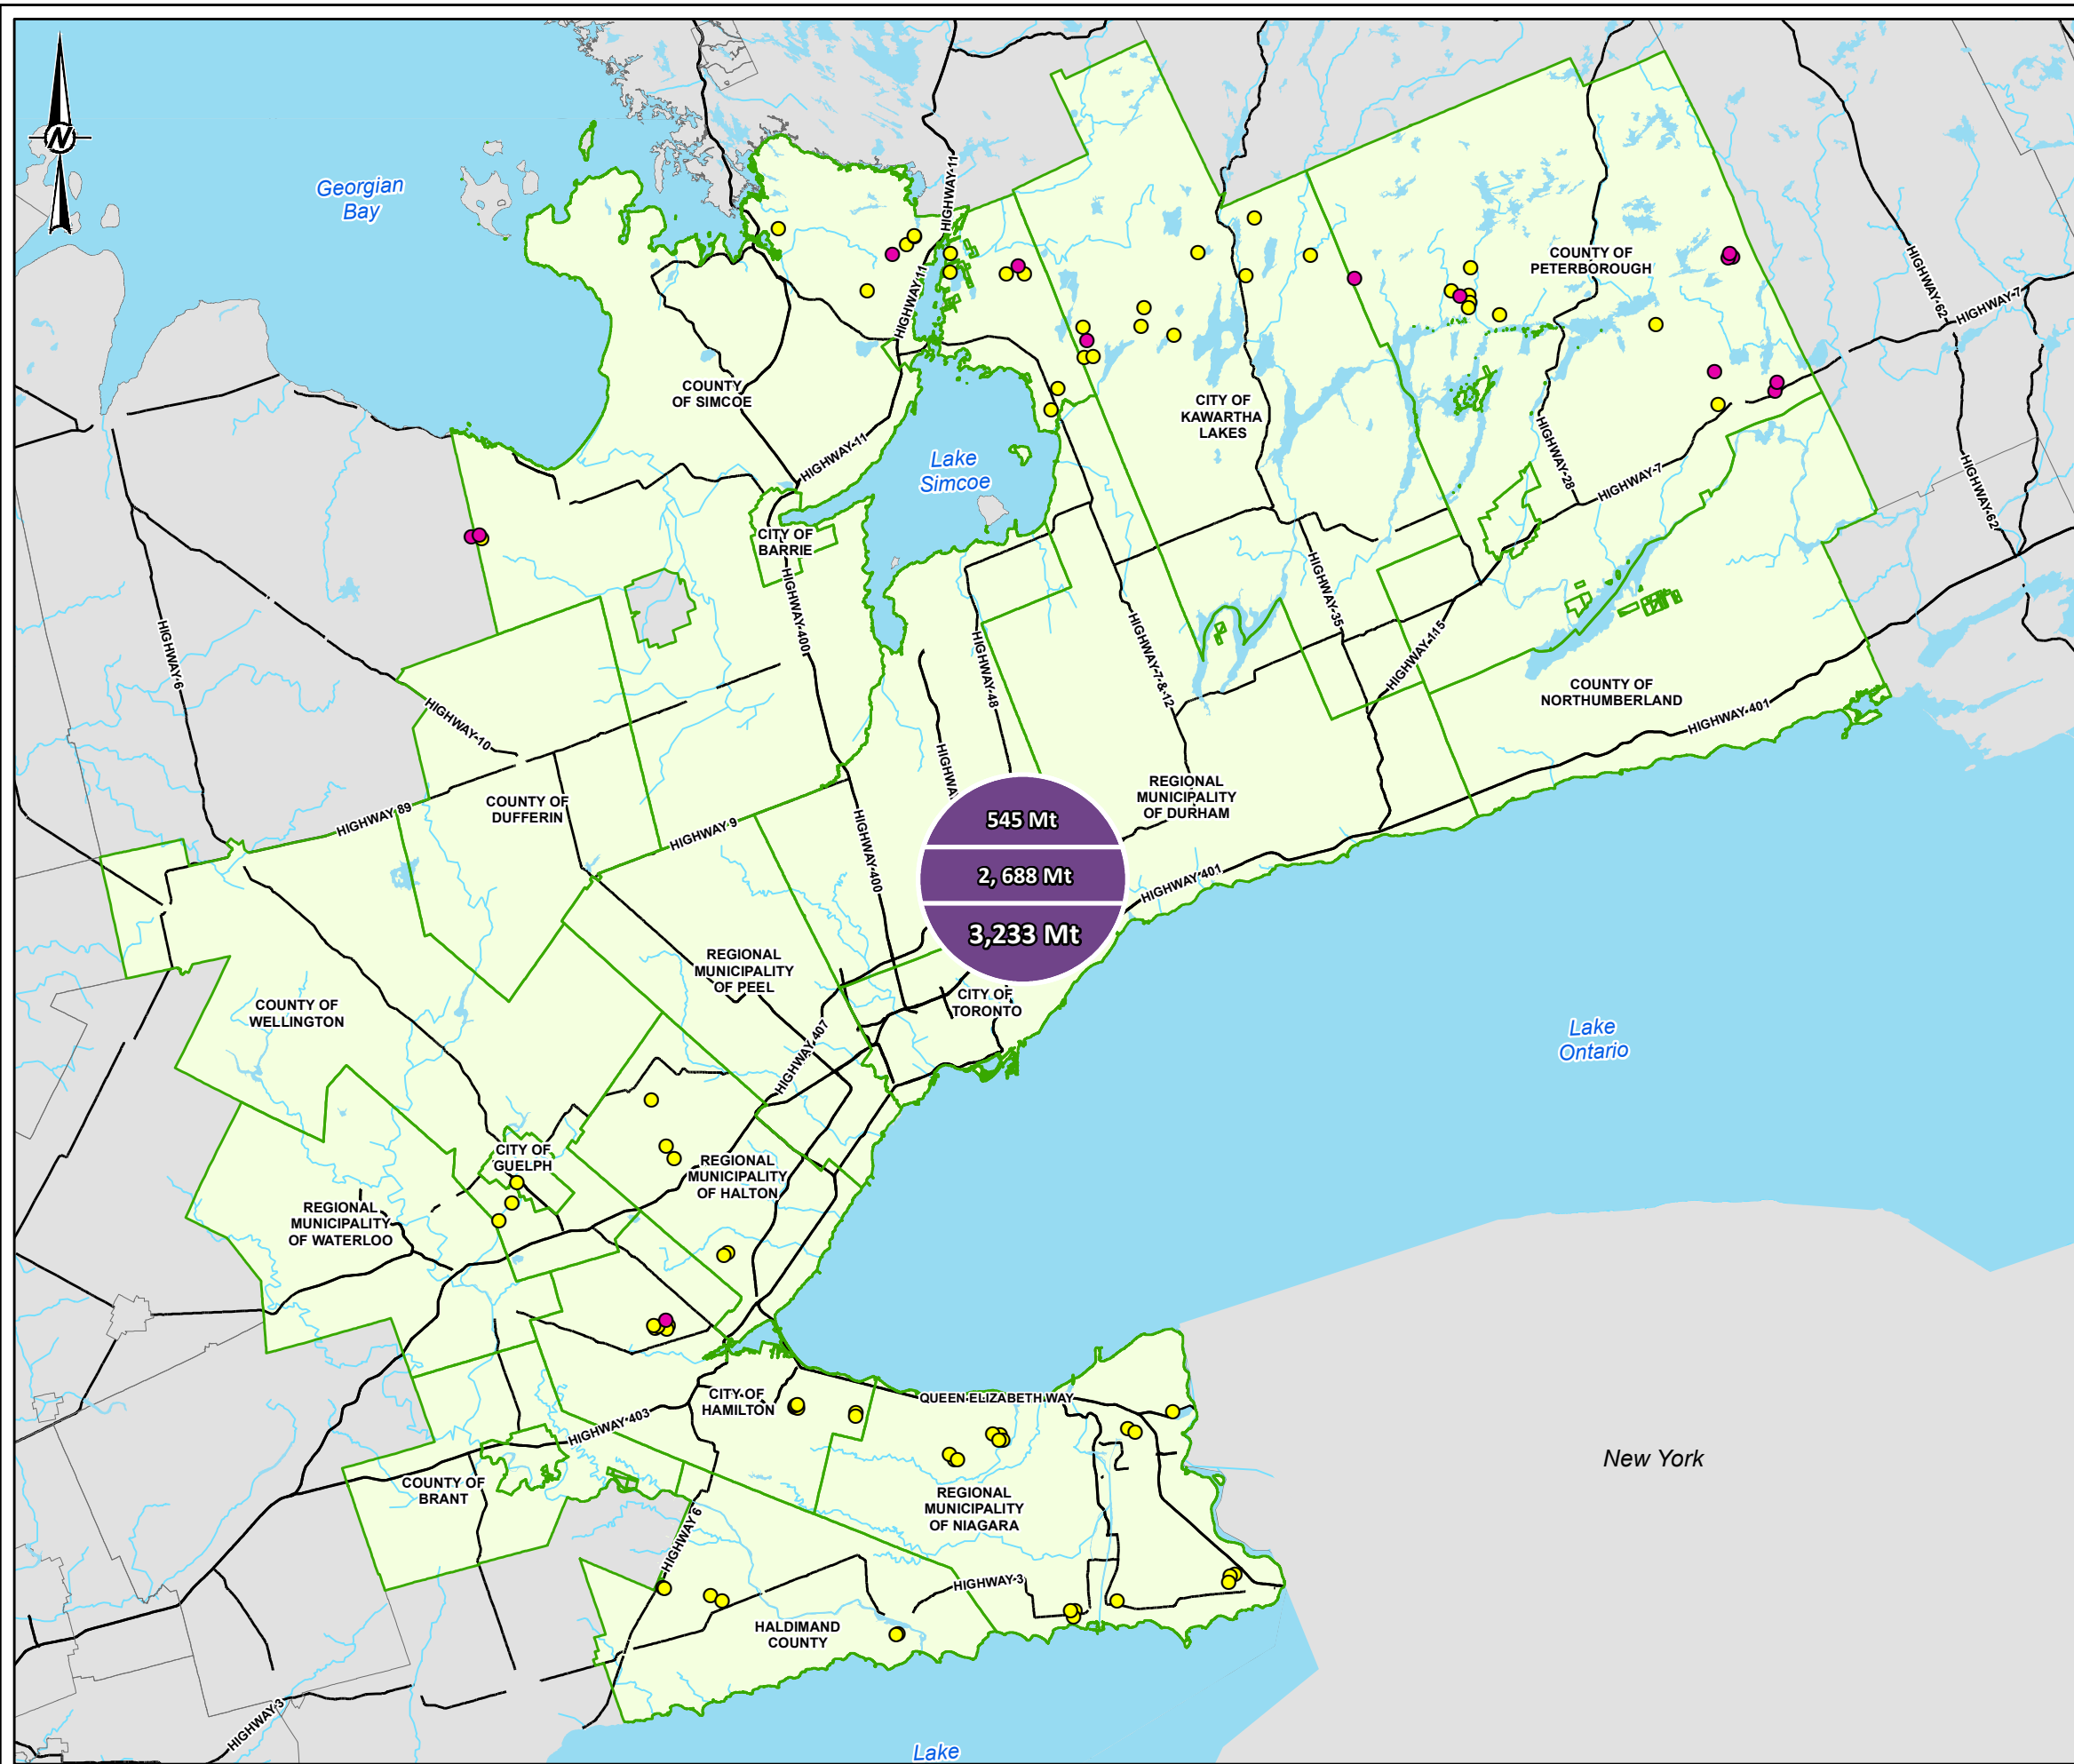 N
Georgian
Bay
HIGHWAY 11
HIGHWAY 11
COUNTY OF
PETERBOROUGH
HIGHWAY 62
HIGHWAY 7
COUNTY
OF SIMCOE
CITY OF
KAWARTHA
LAKES
HIGHWAY 11
Lake
Simcoe
HIGHWAY 28
HIGHWAY 7
HIGHWAY 62
CITY OF
BARRIE
HIGHWAY 400
HIGHWAY 35
HIGHWAY 6
HIGHWAY 48
HIGHWAY 7 & 12
HIGHWAY 115
COUNTY OF
NORTHUMBERLAND
HIGHWAY 401
HIGHWAY 10
COUNTY OF
DUFFERIN
HIGHWAY 89
HIGHWAY 9
HIGHWAY 400
REGIONAL
MUNICIPALITY
OF DURHAM
545 Mt
2, 688 Mt
3,233 Mt
HIGHWAY 401
REGIONAL
MUNICIPALITY
OF PEEL
CITY OF
TORONTO
COUNTY OF
WELLINGTON
HIGHWAY 407
Lake
Ontario
CITY OF
GUELPH
REGIONAL
MUNICIPALITY
OF HALTON
REGIONAL
MUNICIPALITY
OF WATERLOO
CITY OF
HAMILTON
QUEEN ELIZABETH WAY
HIGHWAY 403
New York
COUNTY OF
BRANT
REGIONAL
MUNICIPALITY
OF NIAGARA
HIGHWAY 6
HIGHWAY 3
HALDIMAND
COUNTY
HIGHWAY 3
Lake